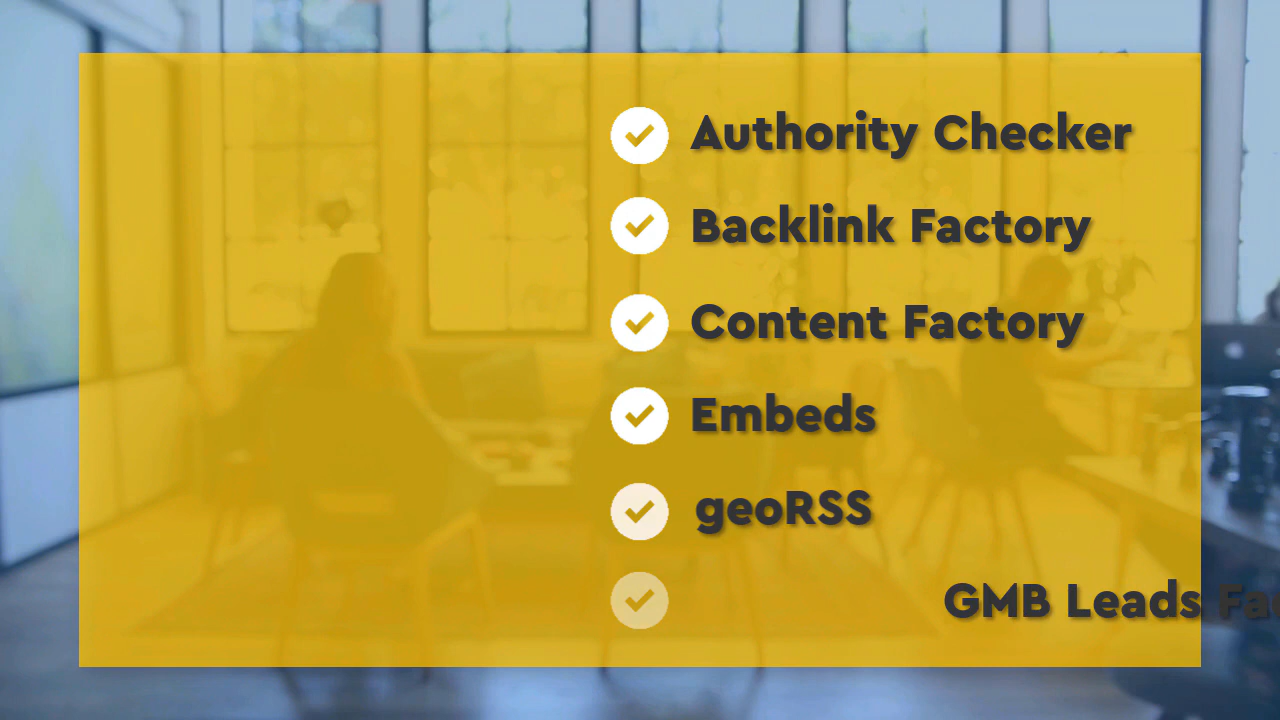 Authority Checker
Backlink Factory
Content Factory
Embeds
geoRSS
GMB Leads